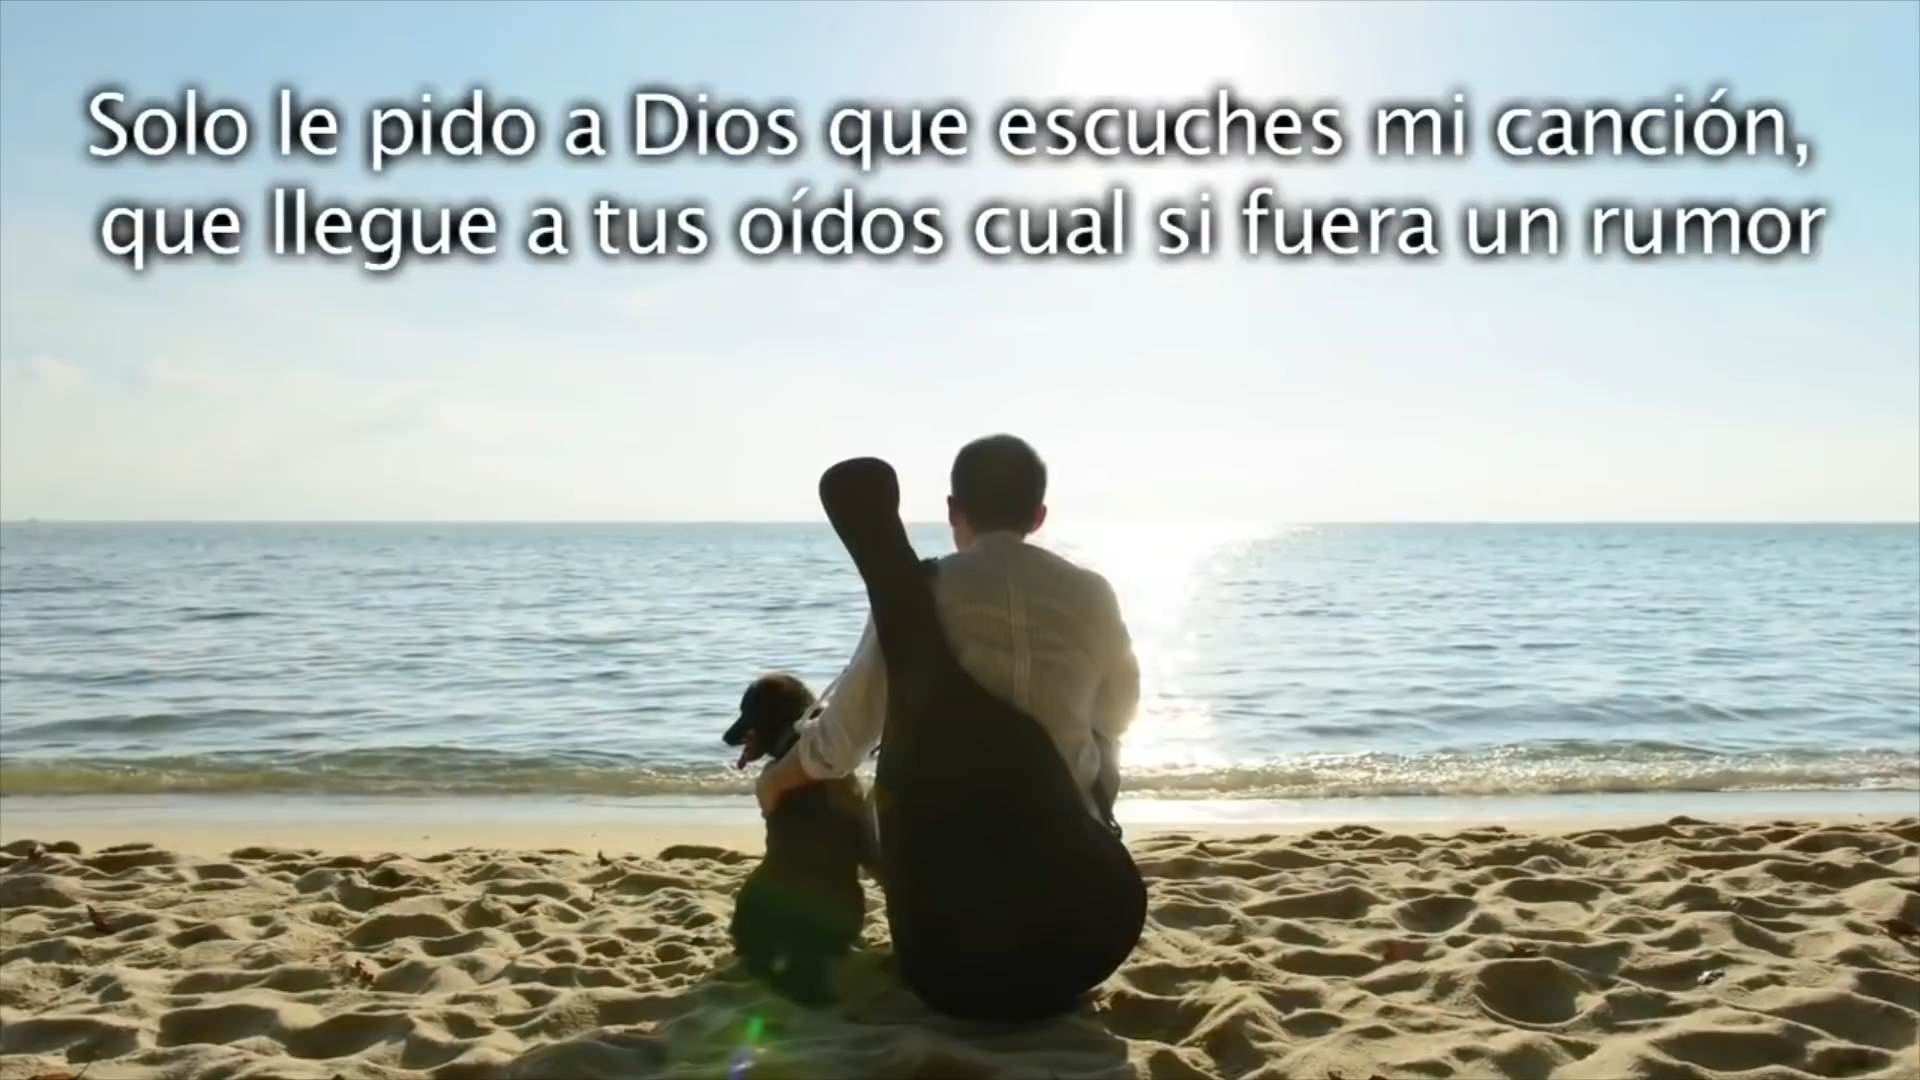 Solo le pido a Dios que escuches mi canción,
que llegue a tus oídos cual si fuera un rumor